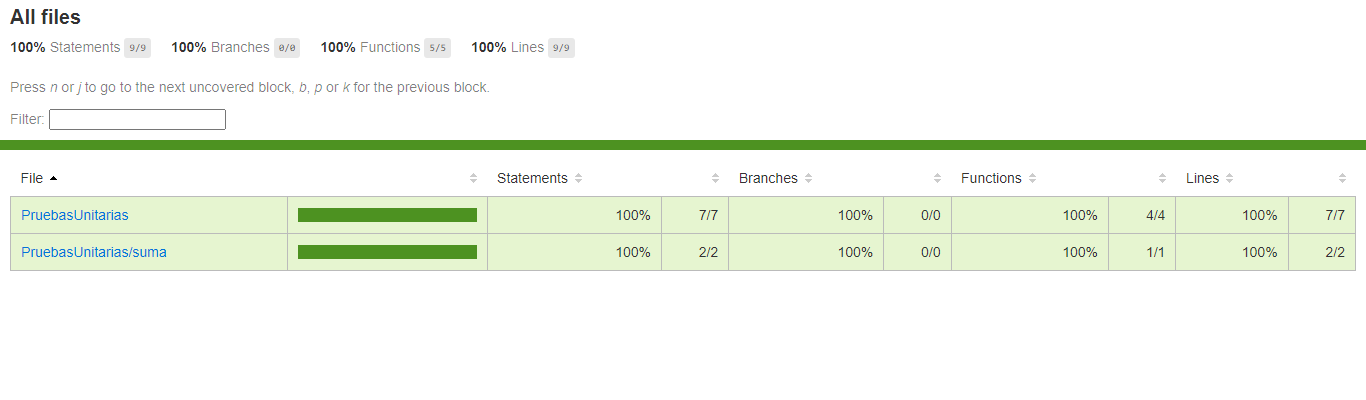 All files
100% Statements 9/9 100% Branches 0/0 100% Functions 5/5 100% Lines 9/9
Press n or j to go to the next uncovered block, b, p or k for the previous block.
Filter:
File Statements Branches Functions Lines
PruebasUnitarias 100% 7/7 100% 0/0 100% 4/4 100% 7/7
PruebasUnitarias/suma 100% 2/2 100% 0/0 100% 1/1 100% 2/2